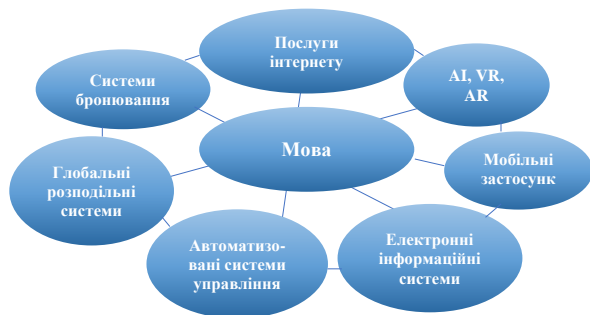 Послуги
інтернету
Системи
бронювання
AI, VR,
AR
Мова
Глобальні
розподільні
системи
Мобільні
застосунк
Автоматизо-
вані системи
управління
Електронні
інформаційні
системи